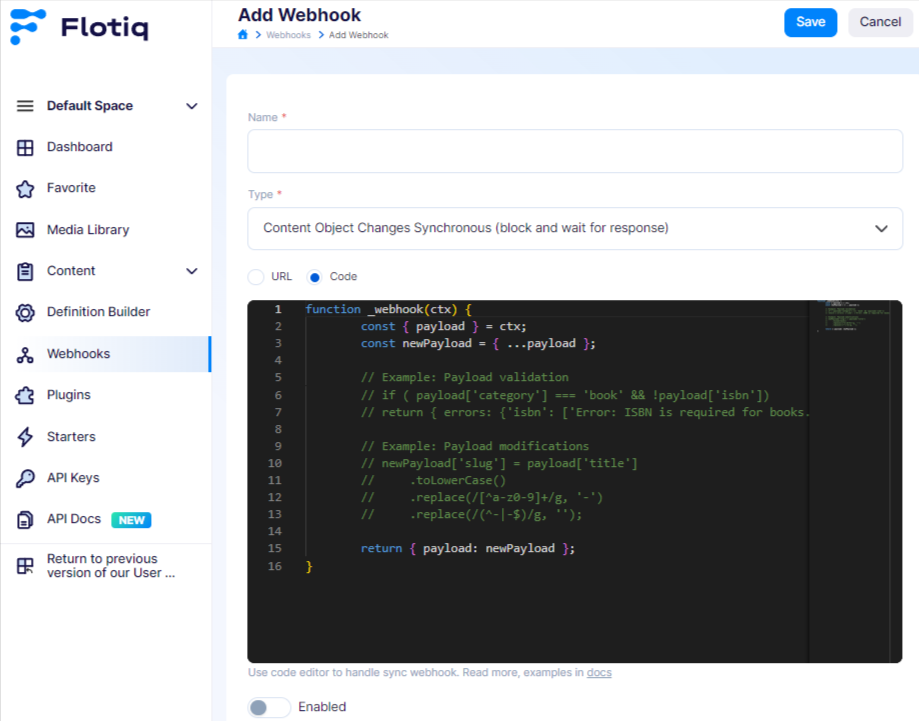 Flotiq
Default Space
Dashboard
Favorite
Media Library
Content
Definition Builder
Webhooks
Plugins
Starters
API Keys
API Docs NEW
Return to previous
version of our User ...
Add Webhook
Webhooks Add Webhook
Save
Cancel
Name *
Type *
Content Object Changes Synchronous (block and wait for response)
URL Code
1 function _webhook(ctx) {
2 const { payload } = ctx;
3 const newPayload = { ...payload };
4
5 // Example: Payload validation
6 // if ( payload['category'] === 'book' && !payload['isbn'])
7 // return { errors: {'isbn': ['Error: ISBN is required for books.
8
9 // Example: Payload modifications
10 // newPayload['slug'] = payload['title']
11 // .toLowerCase()
12 // .replace(/[^a-z0-9]+/g, '-')
13 // .replace(/(^-|-$)/g, '');
14
15 return { payload: newPayload };
16 }
Use code editor to handle sync webhook. Read more, examples in docs
Enabled